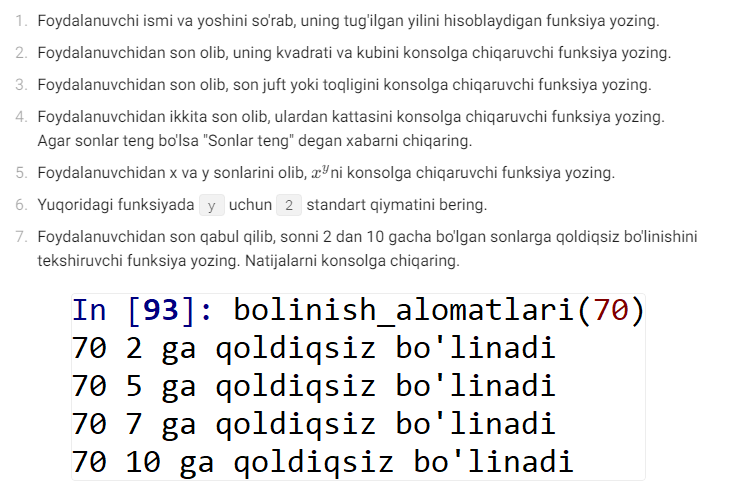 1. Foydalanuvchi ismi va yoshini so'rab, uning tug'ilgan yilini hisoblaydigan funksiya yozing.
2. Foydalanuvchidan son olib, uning kvadrati va kubini konsolga chiqaruvchi funksiya yozing.
3. Foydalanuvchidan son olib, son juft yoki toqligini konsolga chiqaruvchi funksiya yozing.
4. Foydalanuvchidan ikkita son olib, ulardan kattasini konsolga chiqaruvchi funksiya yozing.
Agar sonlar teng bo'lsa "Sonlar teng" degan xabarni chiqaring.
5. Foydalanuvchidan x va y sonlarini olib, xʸni konsolga chiqaruvchi funksiya yozing.
6. Yuqoridagi funksiyada y uchun 2 standart qiymatini bering.
7. Foydalanuvchidan son qabul qilib, sonni 2 dan 10 gacha bo'lgan sonlarga qoldiqsiz bo'linishini
tekshiruvchi funksiya yozing. Natijalarni konsolga chiqaring.
In [93]: bolinish_alomatlari(70)
70 2 ga qoldiqsiz bo'linadi
70 5 ga qoldiqsiz bo'linadi
70 7 ga qoldiqsiz bo'linadi
70 10 ga qoldiqsiz bo'linadi